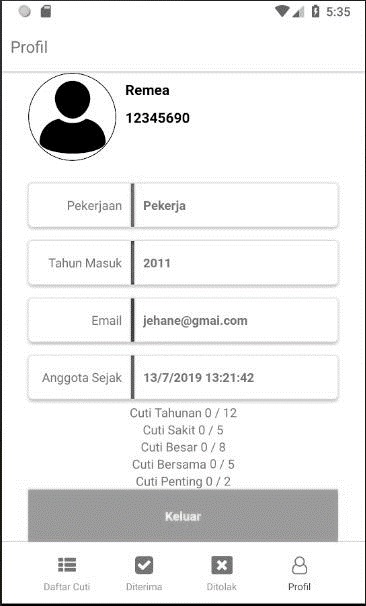 5:35
Profil
Remea
12345690
Pekerjaan Pekerja
Tahun Masuk 2011
Email jehane@gmai.com
Anggota Sejak 13/7/2019 13:21:42
Cuti Tahunan 0 / 12
Cuti Sakit 0 / 5
Cuti Besar 0 / 8
Cuti Bersama 0 / 5
Cuti Penting 0 / 2
Keluar
Daftar Cuti Diterima Ditolak Profil